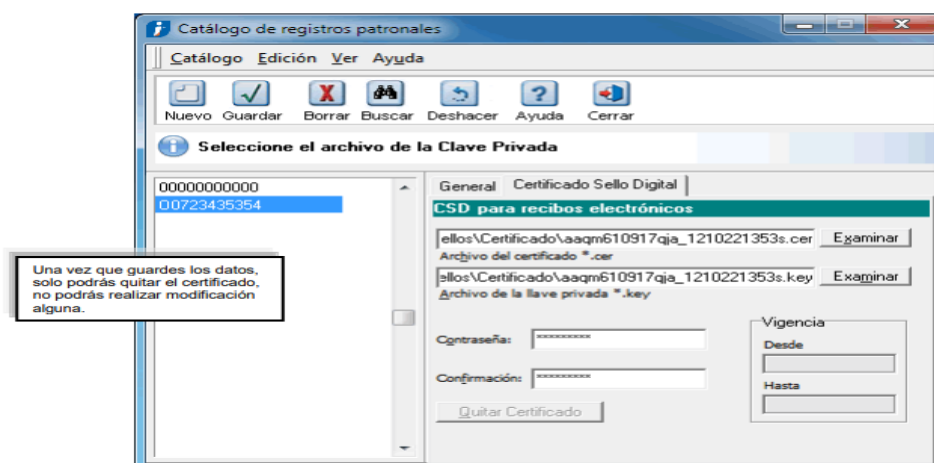 Catálogo de registros patronales
Catálogo Edición Ver Ayuda
Nuevo Guardar Borrar Buscar Deshacer Ayuda Cerrar
Seleccione el archivo de la Clave Privada
00000000000
O0723435354
General Certificado Sello Digital
CSD para recibos electrónicos
ellos\Certificado\aaqm610917qja_1210221353s.cer Examinar
Archivo del certificado *.cer
ellos\Certificado\aaqm610917qja_1210221353s.key Examinar
Archivo de la llave privada *.key
Una vez que guardes los datos,
solo podrás quitar el certificado,
no podrás realizar modificación
alguna.
Contraseña: *********
Confirmación: *********
Quitar Certificado
Vigencia
Desde
Hasta